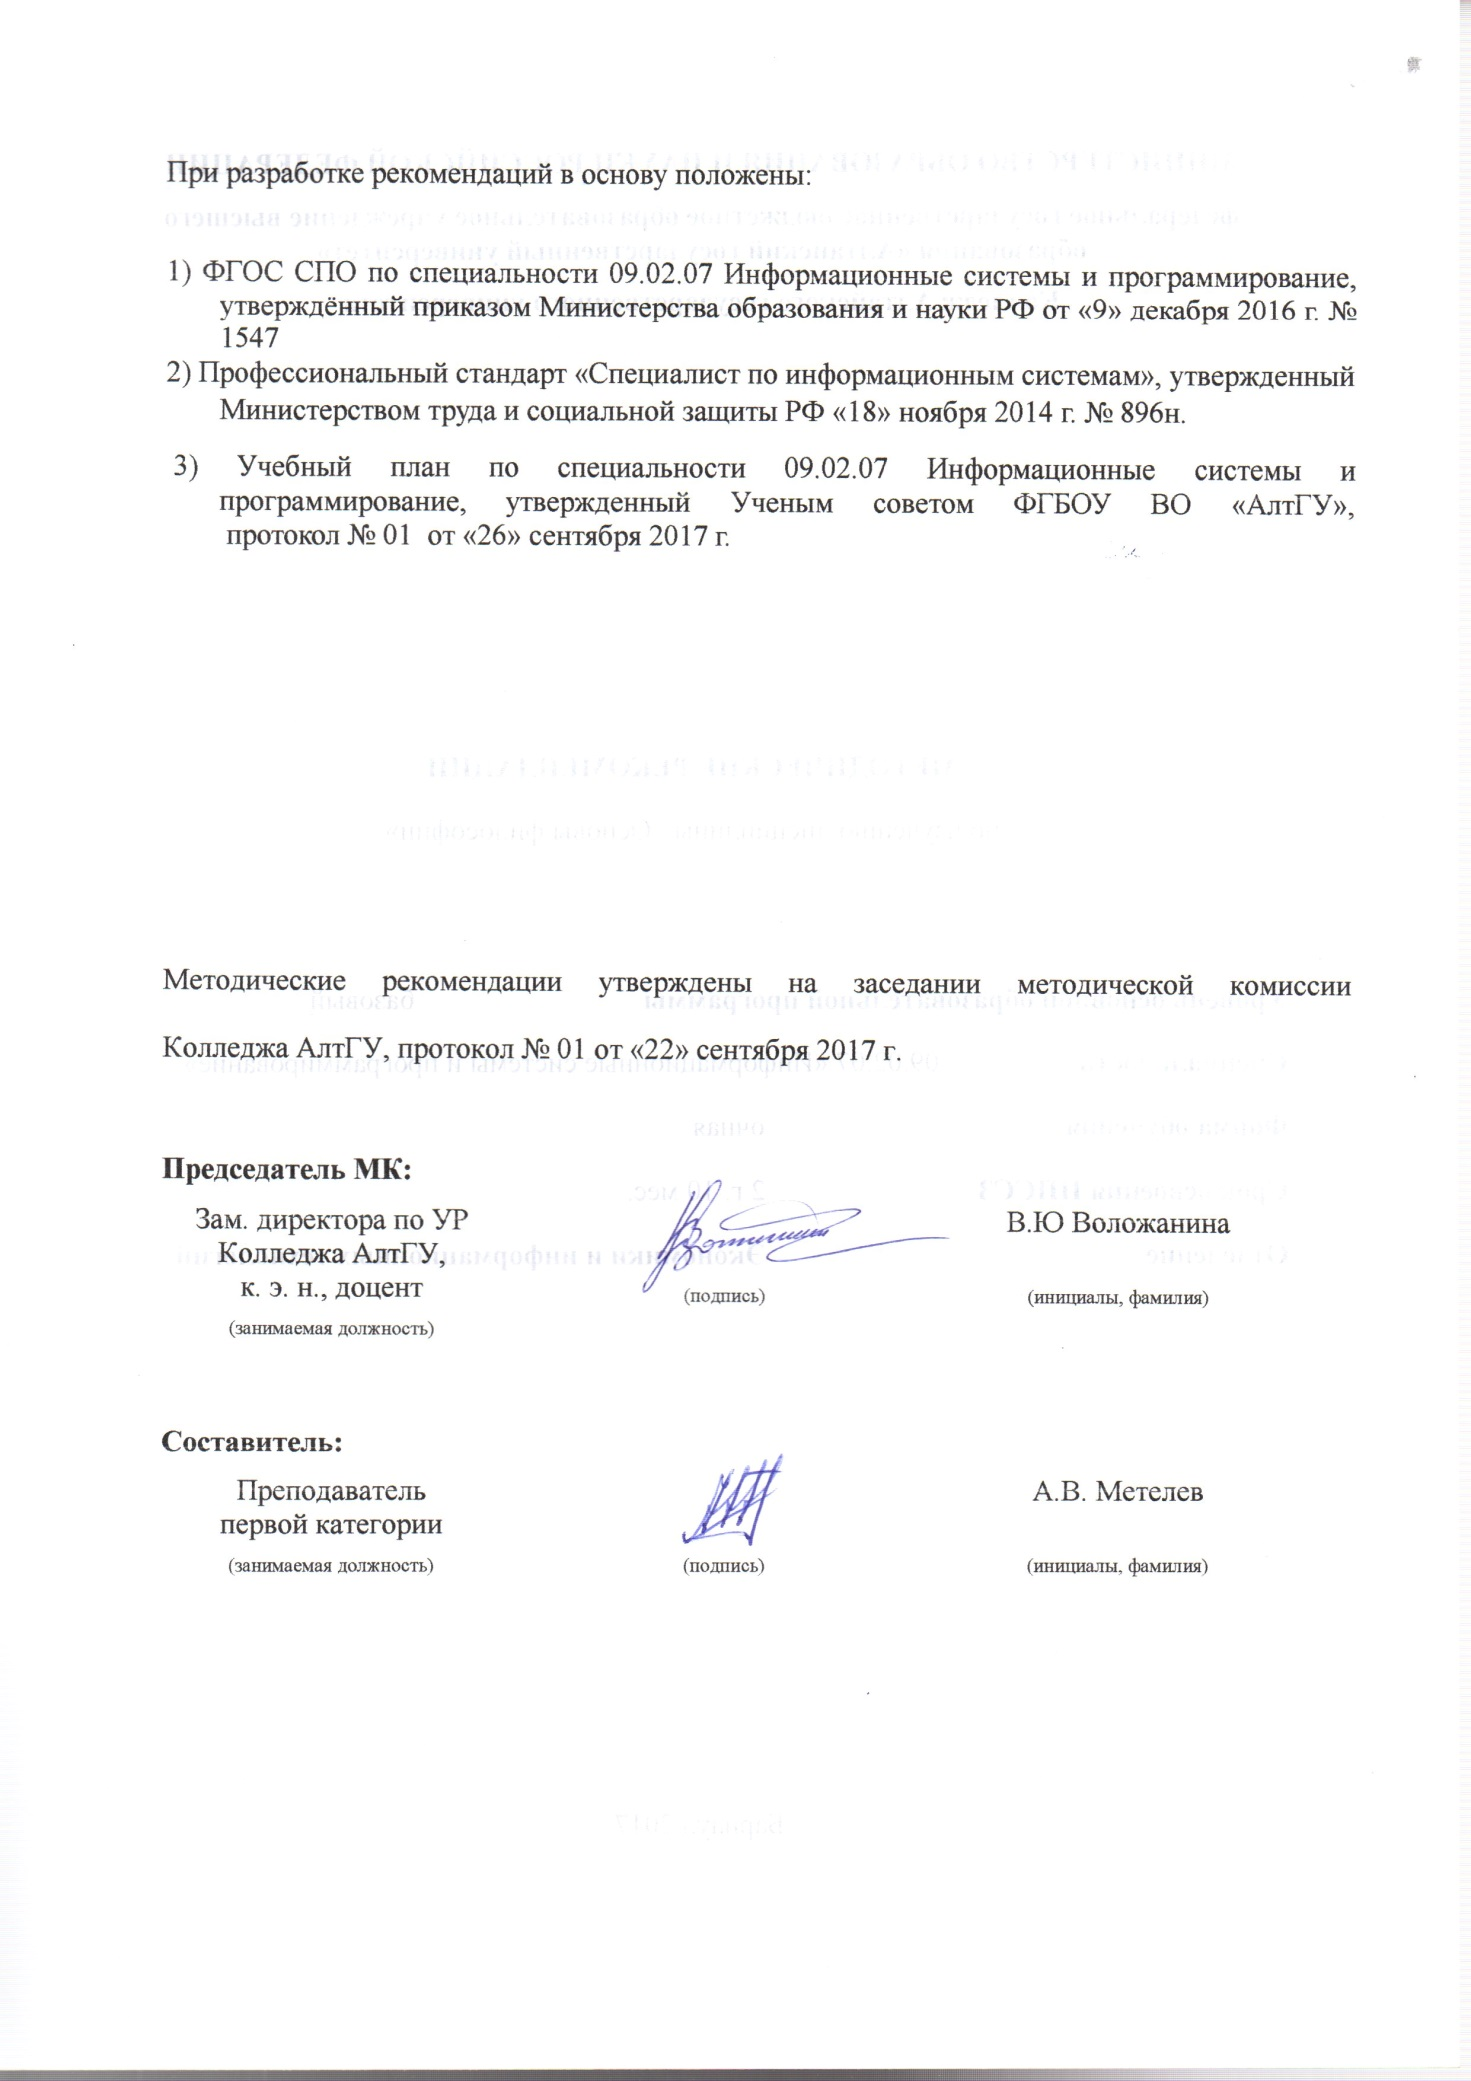 При разработке рекомендаций в основу положены:
1) ФГОС СПО по специальности 09.02.07 Информационные системы и программирование,
утверждённый приказом Министерства образования и науки РФ от «9» декабря 2016 г. №
1547
2) Профессиональный стандарт «Специалист по информационным системам», утвержденный
Министерством труда и социальной защиты РФ «18» ноября 2014 г. № 896н.
3) Учебный план по специальности 09.02.07 Информационные системы и
программирование, утвержденный Ученым советом ФГБОУ ВО «АлтГУ»,
протокол № 01 от «26» сентября 2017 г.
Методические рекомендации утверждены на заседании методической комиссии
Колледжа АлтГУ, протокол № 01 от «22» сентября 2017 г.
Председатель МК:
Зам. директора по УР В.Ю Воложанина
Колледжа АлтГУ,
к. э. н., доцент
(подпись) (инициалы, фамилия)
(занимаемая должность)
Составитель:
Преподаватель А.В. Метелев
первой категории
(занимаемая должность) (подпись) (инициалы, фамилия)